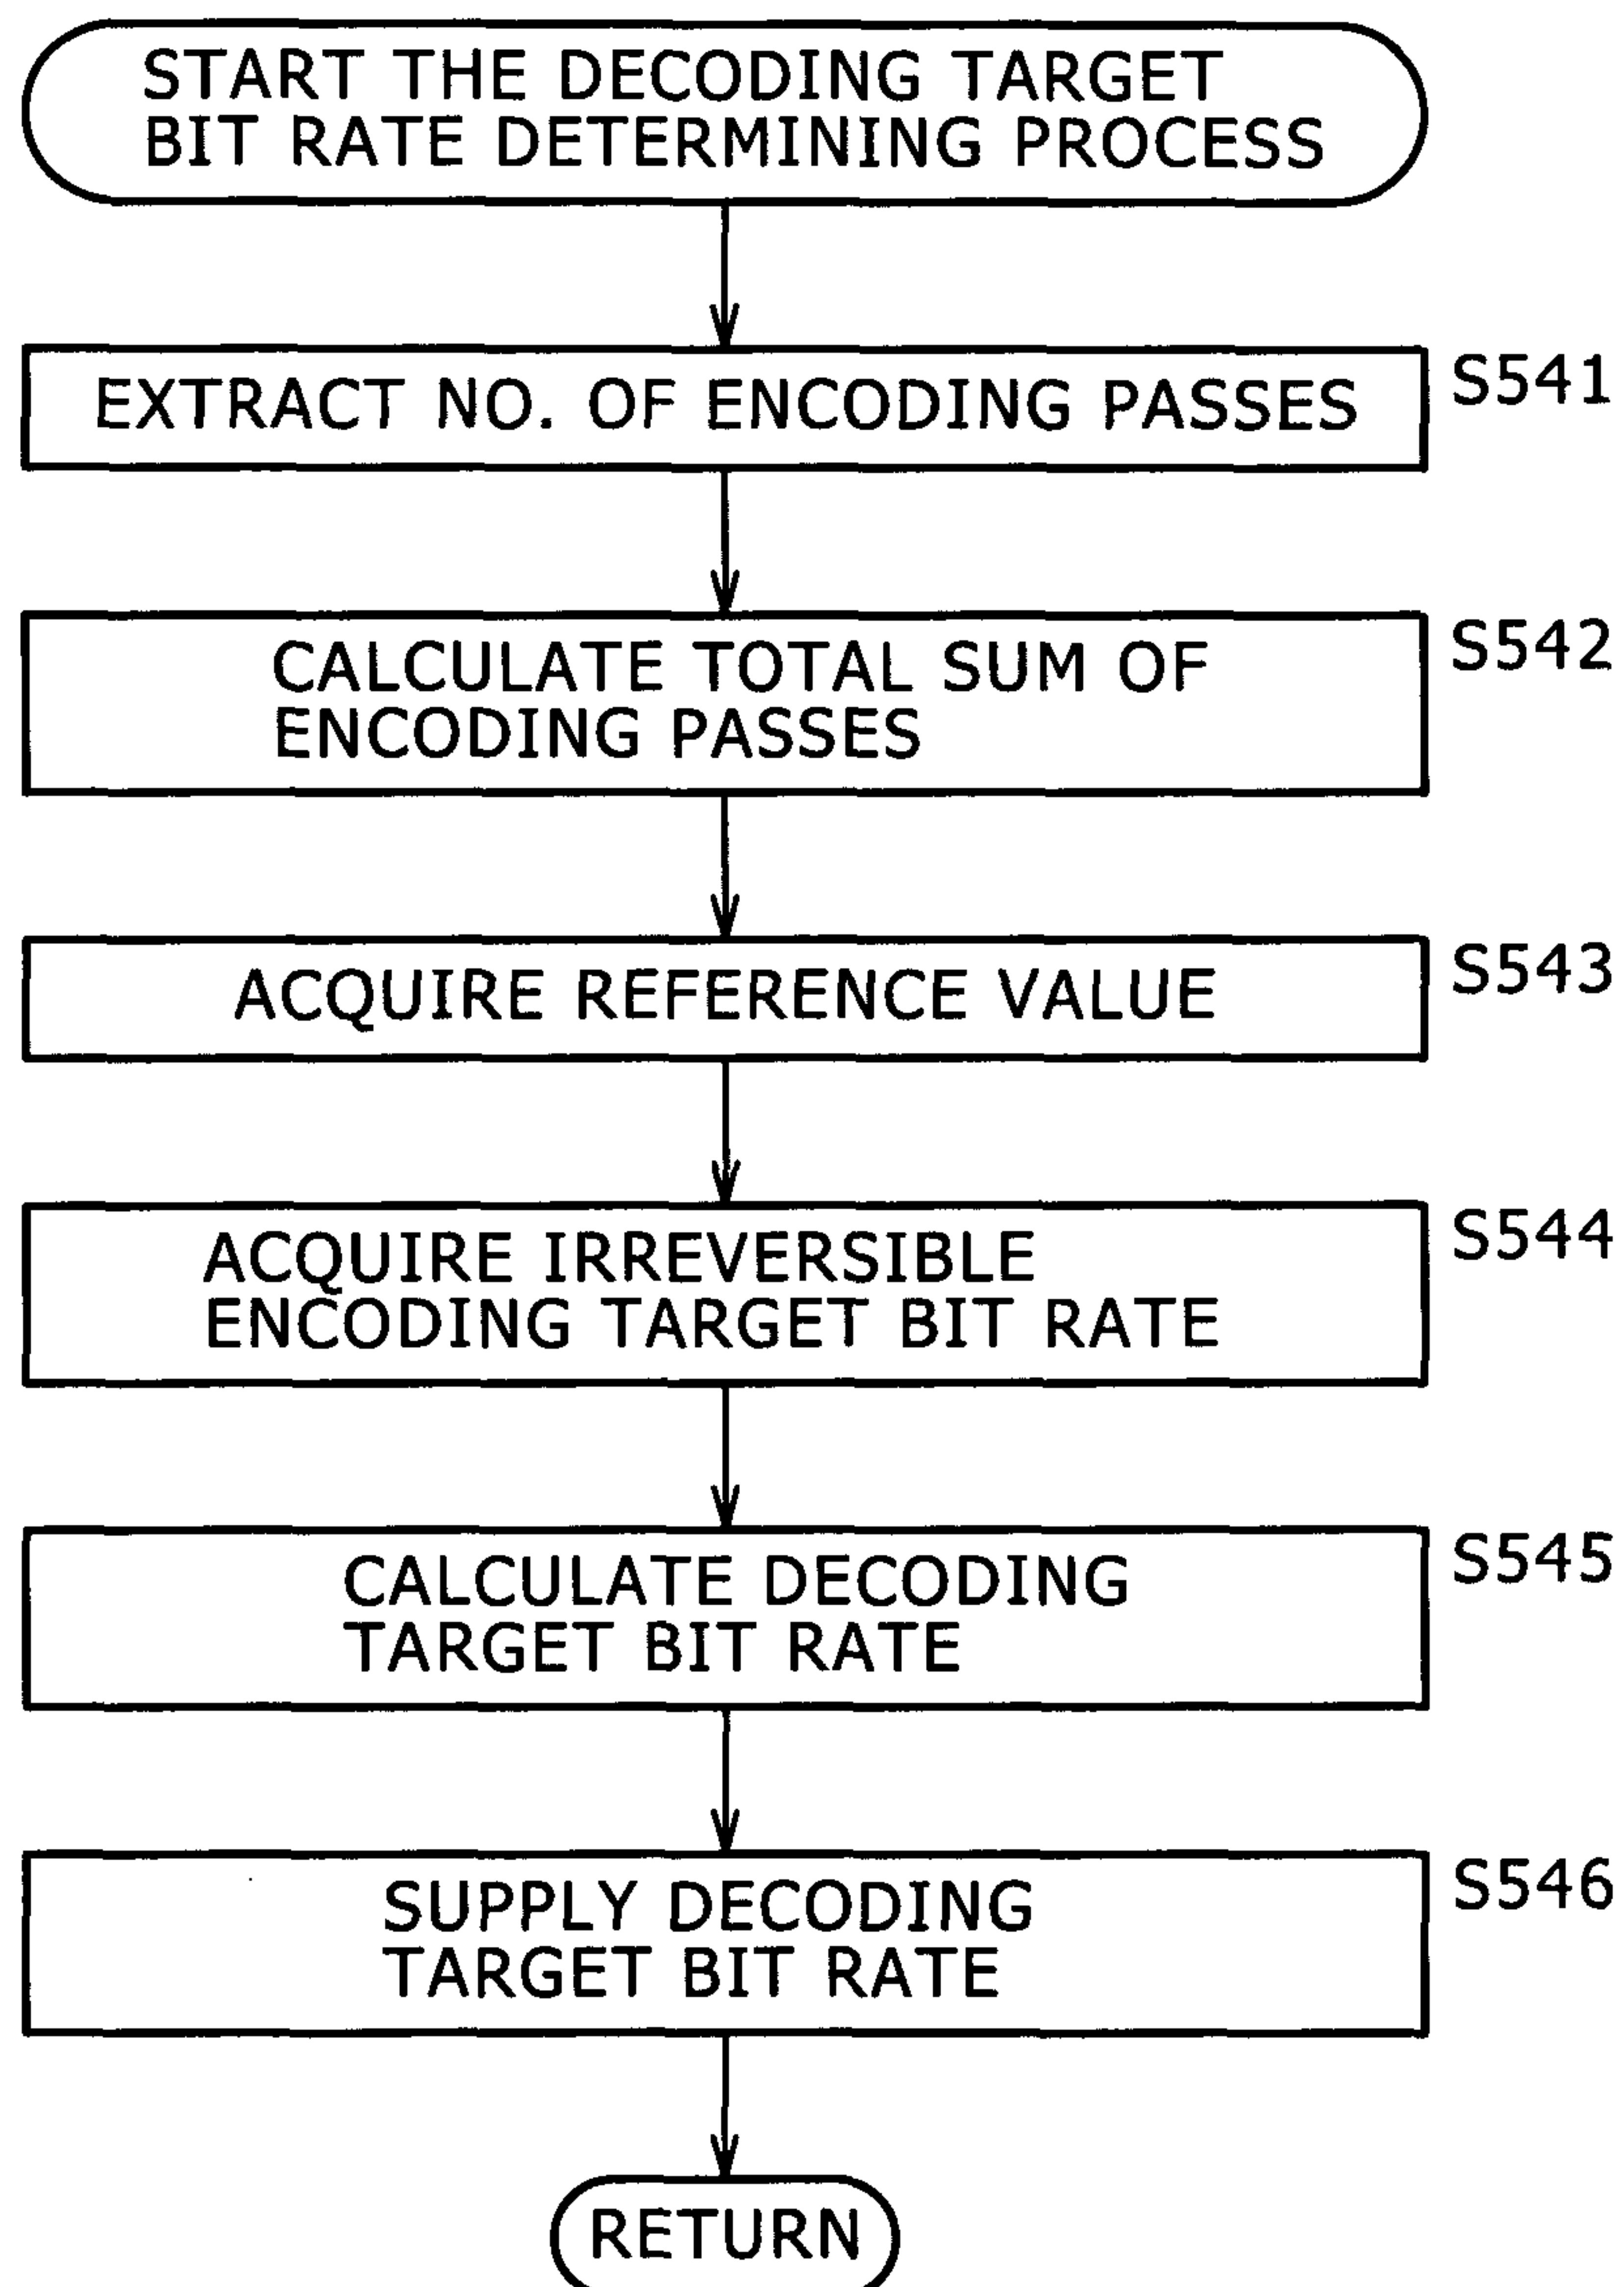 START THE DECODING TARGET
BIT RATE DETERMINING PROCESS
EXTRACT NO. OF ENCODING PASSES
S541
CALCULATE TOTAL SUM OF
ENCODING PASSES
S542
ACQUIRE REFERENCE VALUE
S543
ACQUIRE IRREVERSIBLE
ENCODING TARGET BIT RATE
S544
CALCULATE DECODING
TARGET BIT RATE
S545
SUPPLY DECODING
TARGET BIT RATE
S546
RETURN